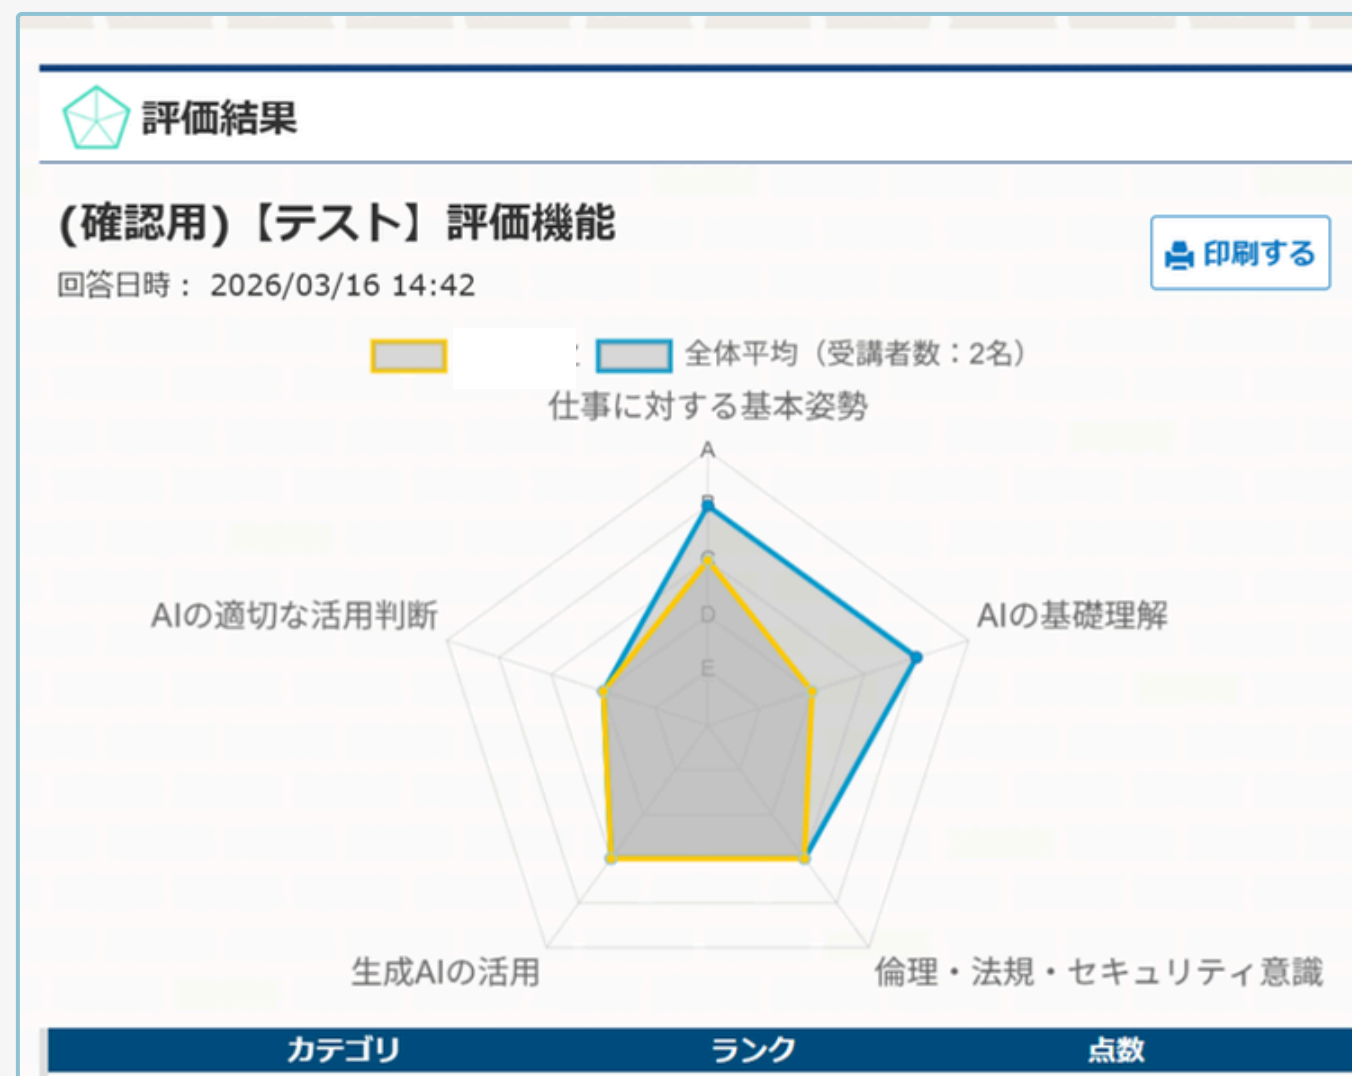 評価結果
(確認用)【テスト】評価機能
回答日時： 2026/03/16 14:42
印刷する
全体平均（受講者数：2名）
仕事に対する基本姿勢
A
B
C
D
E
AIの適切な活用判断
AIの基礎理解
生成AIの活用
倫理・法規・セキュリティ意識
カテゴリ ランク 点数